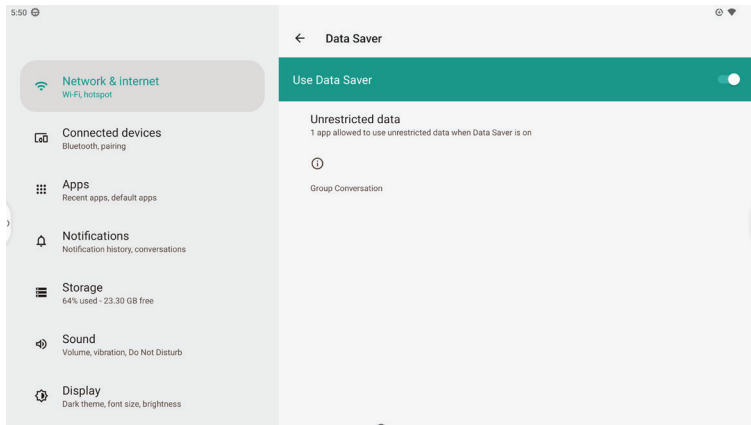 5:50
Data Saver
Network & internet
Wi-Fi, hotspot
Use Data Saver
Connected devices
Bluetooth, pairing
Unrestricted data
1 app allowed to use unrestricted data when Data Saver is on
Apps
Recent apps, default apps
Group Conversation
Notifications
Notification history, conversations
Storage
64% used - 23.30 GB free
Sound
Volume, vibration, Do Not Disturb
Display
Dark theme, font size, brightness